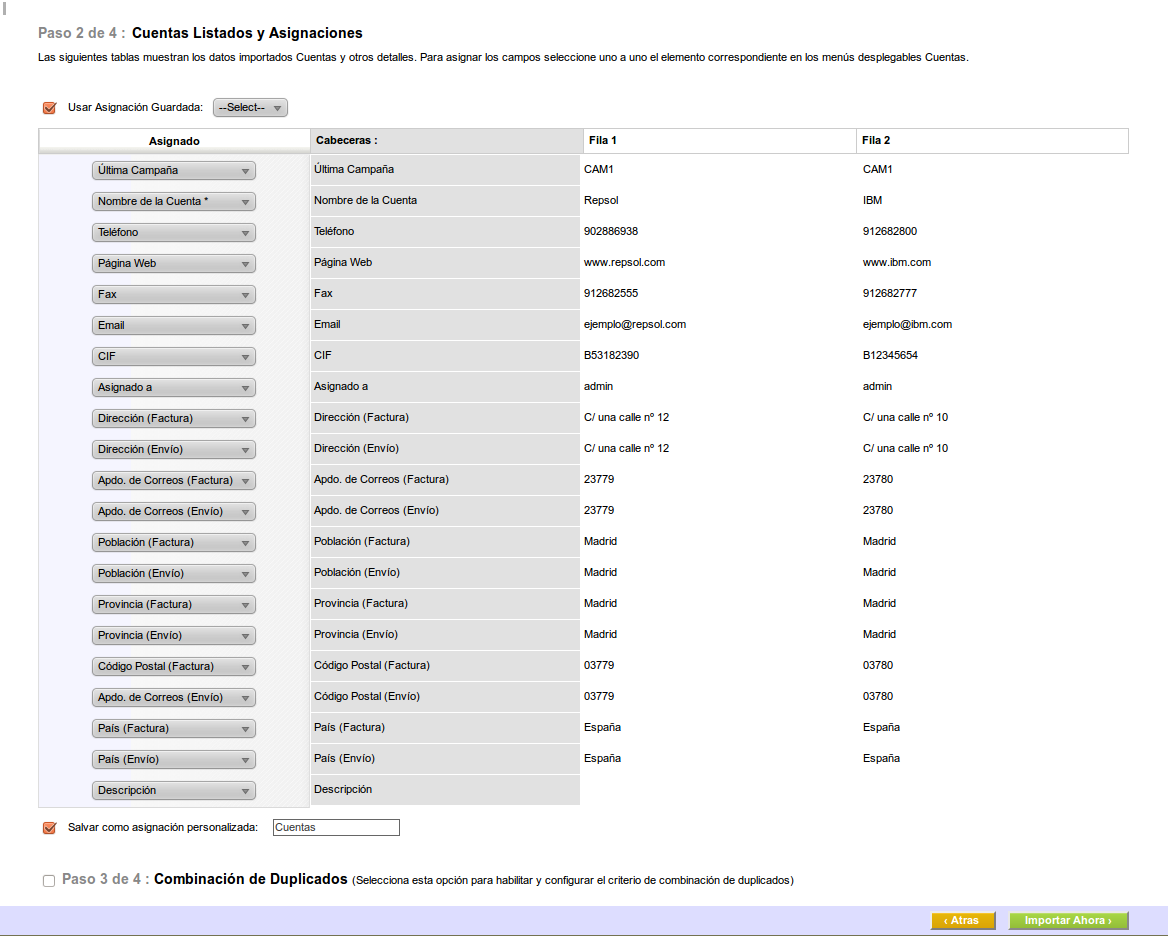 Paso 2 de 4 : Cuentas Listados y Asignaciones
Las siguientes tablas muestran los datos importados Cuentas y otros detalles. Para asignar los campos seleccione uno a uno el elemento correspondiente en los menús desplegables Cuentas.
Usar Asignación Guardada: --Select--
Asignado Cabeceras : Fila 1 Fila 2
Última Campaña Última Campaña CAM1 CAM1
Nombre de la Cuenta * Nombre de la Cuenta Repsol IBM
Teléfono Teléfono 902886938 912682800
Página Web Página Web www.repsol.com www.ibm.com
Fax Fax 912682555 912682777
Email Email ejemplo@repsol.com ejemplo@ibm.com
CIF CIF B53182390 B12345654
Asignado a Asignado a admin admin
Dirección (Factura) Dirección (Factura) C/ una calle nº 12 C/ una calle nº 10
Dirección (Envío) Dirección (Envío) C/ una calle nº 12 C/ una calle nº 10
Apdo. de Correos (Factura) Apdo. de Correos (Factura) 23779 23780
Apdo. de Correos (Envío) Apdo. de Correos (Envío) 23779 23780
Población (Factura) Población (Factura) Madrid Madrid
Población (Envío) Población (Envío) Madrid Madrid
Provincia (Factura) Provincia (Factura) Madrid Madrid
Provincia (Envío) Provincia (Envío) Madrid Madrid
Código Postal (Factura) Código Postal (Factura) 03779 03780
Apdo. de Correos (Envío) Código Postal (Envío) 03779 03780
País (Factura) País (Factura) España España
País (Envío) País (Envío) España España
Descripción Descripción
Salvar como asignación personalizada: Cuentas
Paso 3 de 4 : Combinación de Duplicados (Selecciona esta opción para habilitar y configurar el criterio de combinación de duplicados)
‹ Atras Importar Ahora ›